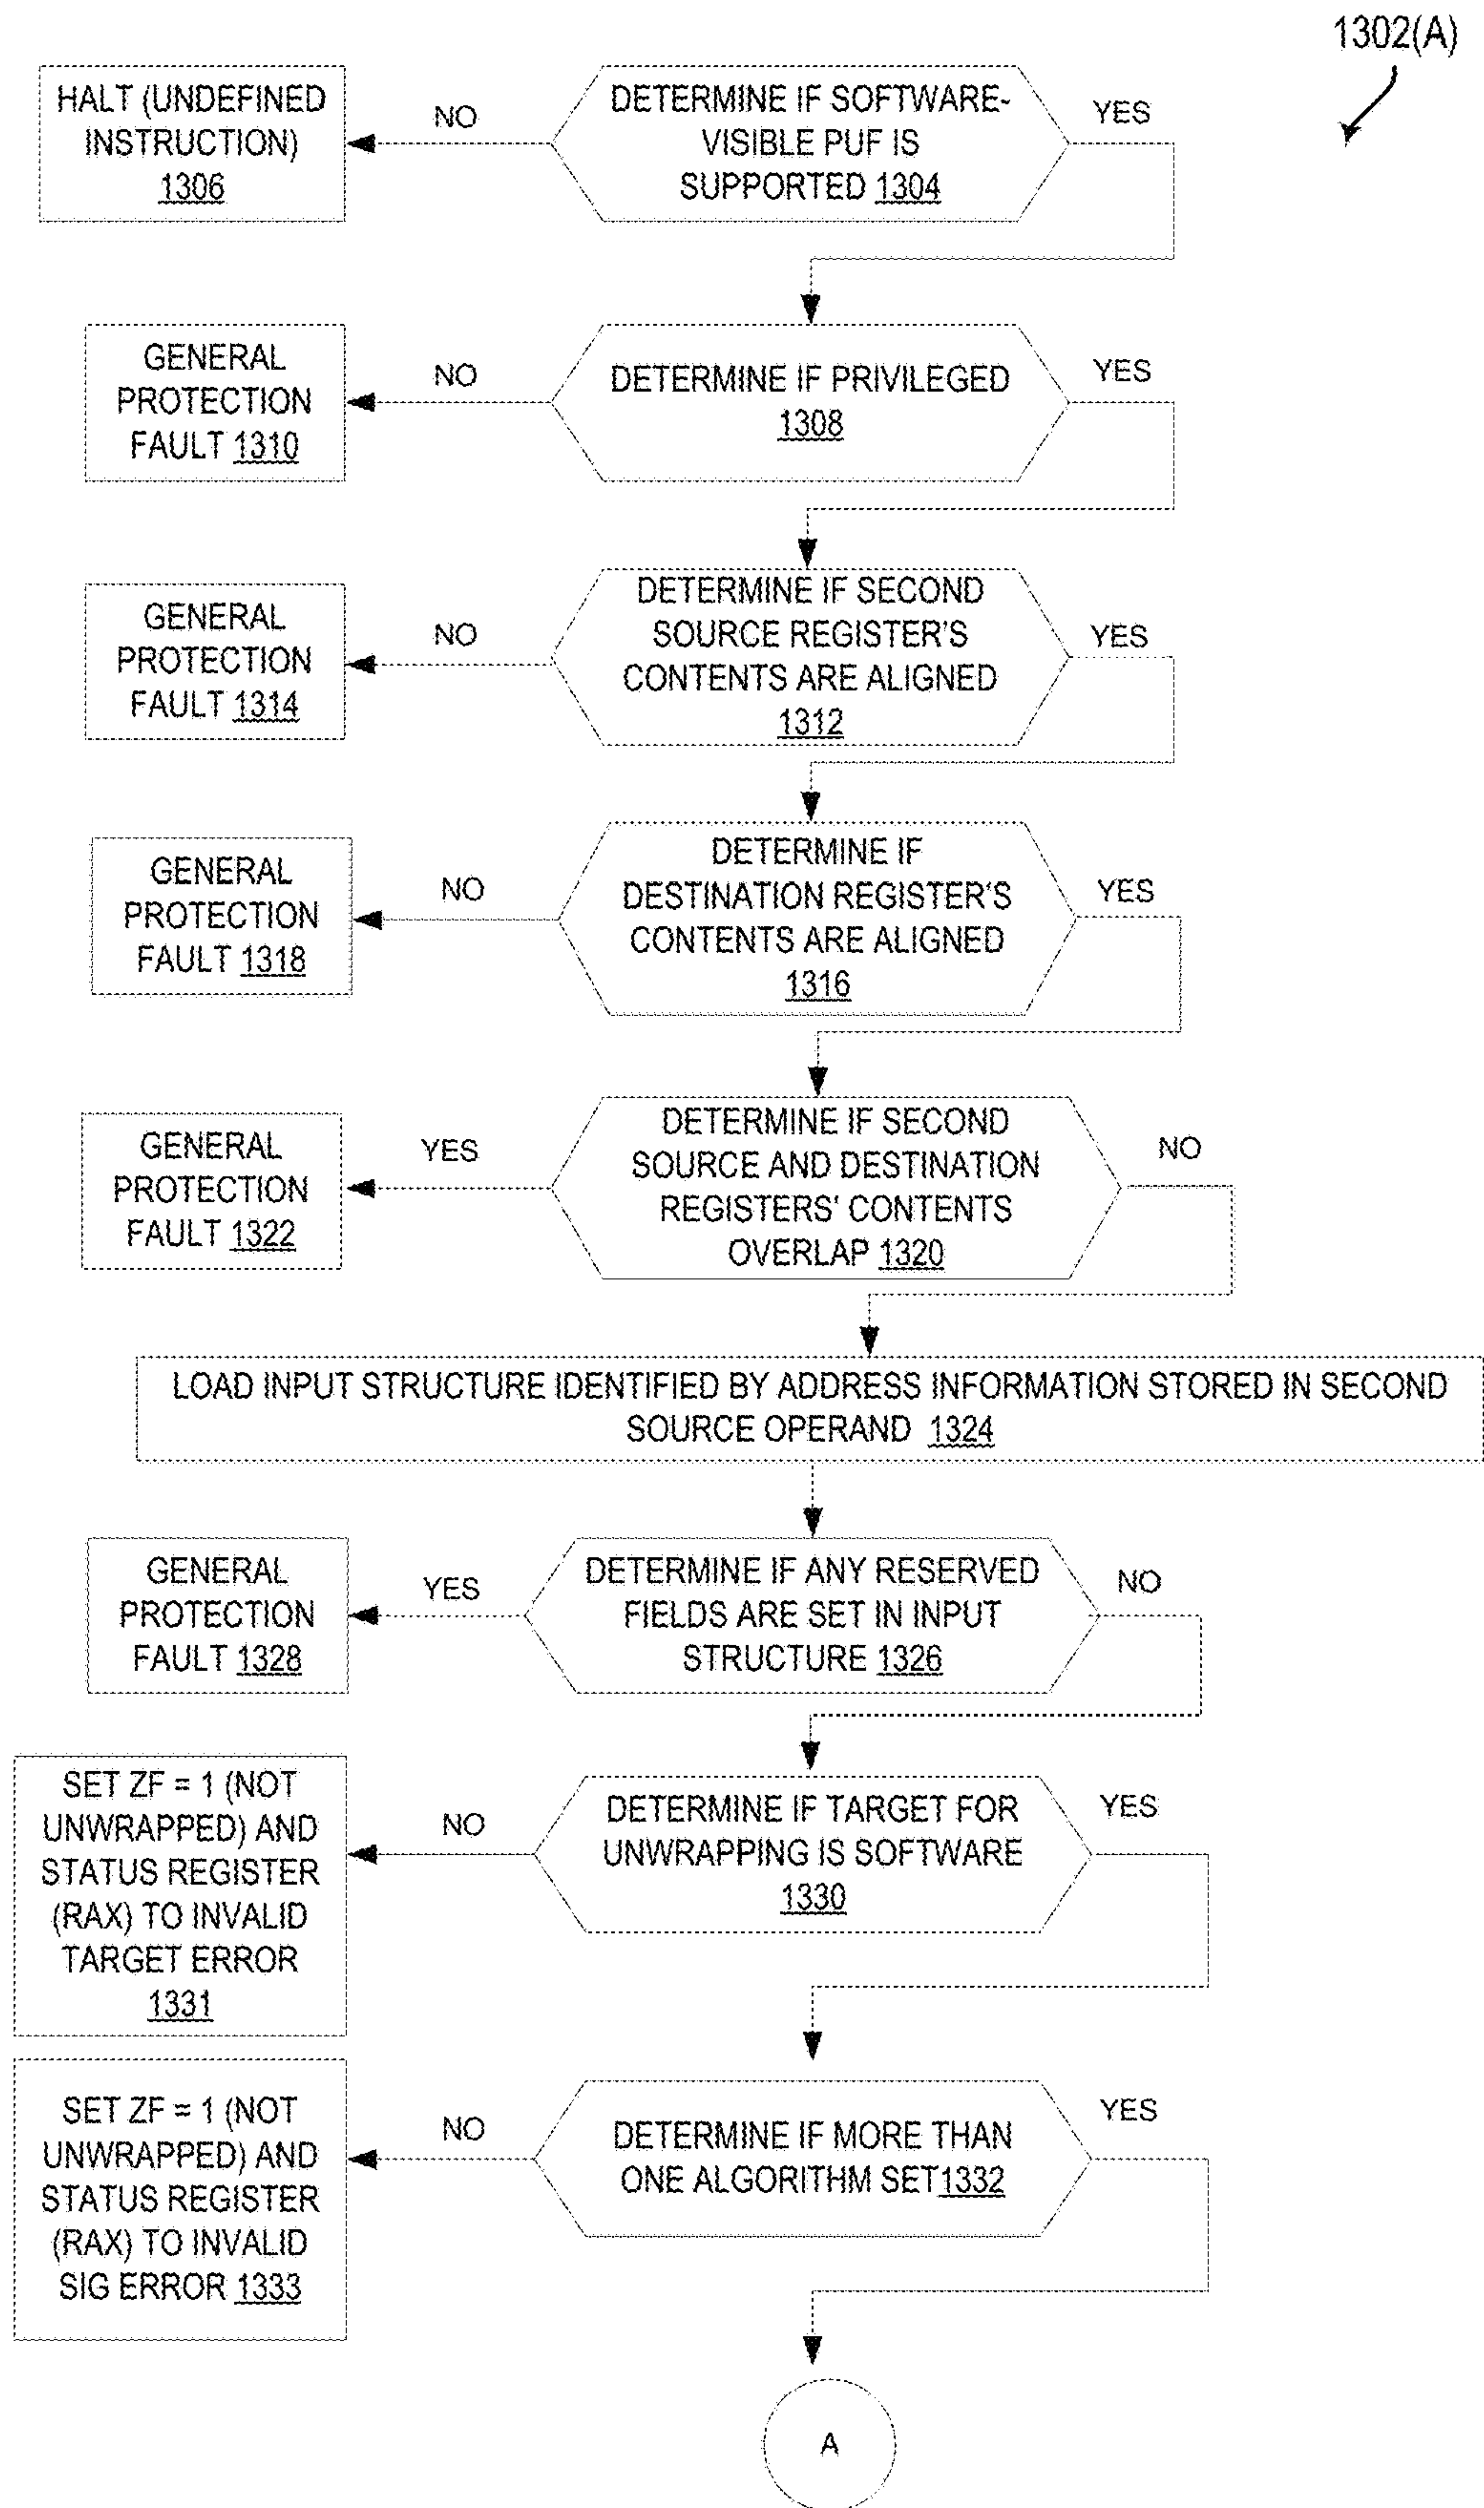 1302(A)
HALT (UNDEFINED
INSTRUCTION)
1306
NO
DETERMINE IF SOFTWARE-
VISIBLE PUF IS
SUPPORTED 1304
YES
GENERAL
PROTECTION
FAULT 1310
NO
DETERMINE IF PRIVILEGED
1308
YES
GENERAL
PROTECTION
FAULT 1314
NO
DETERMINE IF SECOND
SOURCE REGISTER'S
CONTENTS ARE ALIGNED
1312
YES
GENERAL
PROTECTION
FAULT 1318
NO
DETERMINE IF
DESTINATION REGISTER'S
CONTENTS ARE ALIGNED
1316
YES
GENERAL
PROTECTION
FAULT 1322
YES
DETERMINE IF SECOND
SOURCE AND DESTINATION
REGISTERS' CONTENTS
OVERLAP 1320
NO
LOAD INPUT STRUCTURE IDENTIFIED BY ADDRESS INFORMATION STORED IN SECOND
SOURCE OPERAND 1324
GENERAL
PROTECTION
FAULT 1328
YES
DETERMINE IF ANY RESERVED
FIELDS ARE SET IN INPUT
STRUCTURE 1326
NO
SET ZF = 1 (NOT
UNWRAPPED) AND
STATUS REGISTER
(RAX) TO INVALID
TARGET ERROR
1331
NO
DETERMINE IF TARGET FOR
UNWRAPPING IS SOFTWARE
1330
YES
SET ZF = 1 (NOT
UNWRAPPED) AND
STATUS REGISTER
(RAX) TO INVALID
SIG ERROR 1333
NO
DETERMINE IF MORE THAN
ONE ALGORITHM SET1332
YES
A